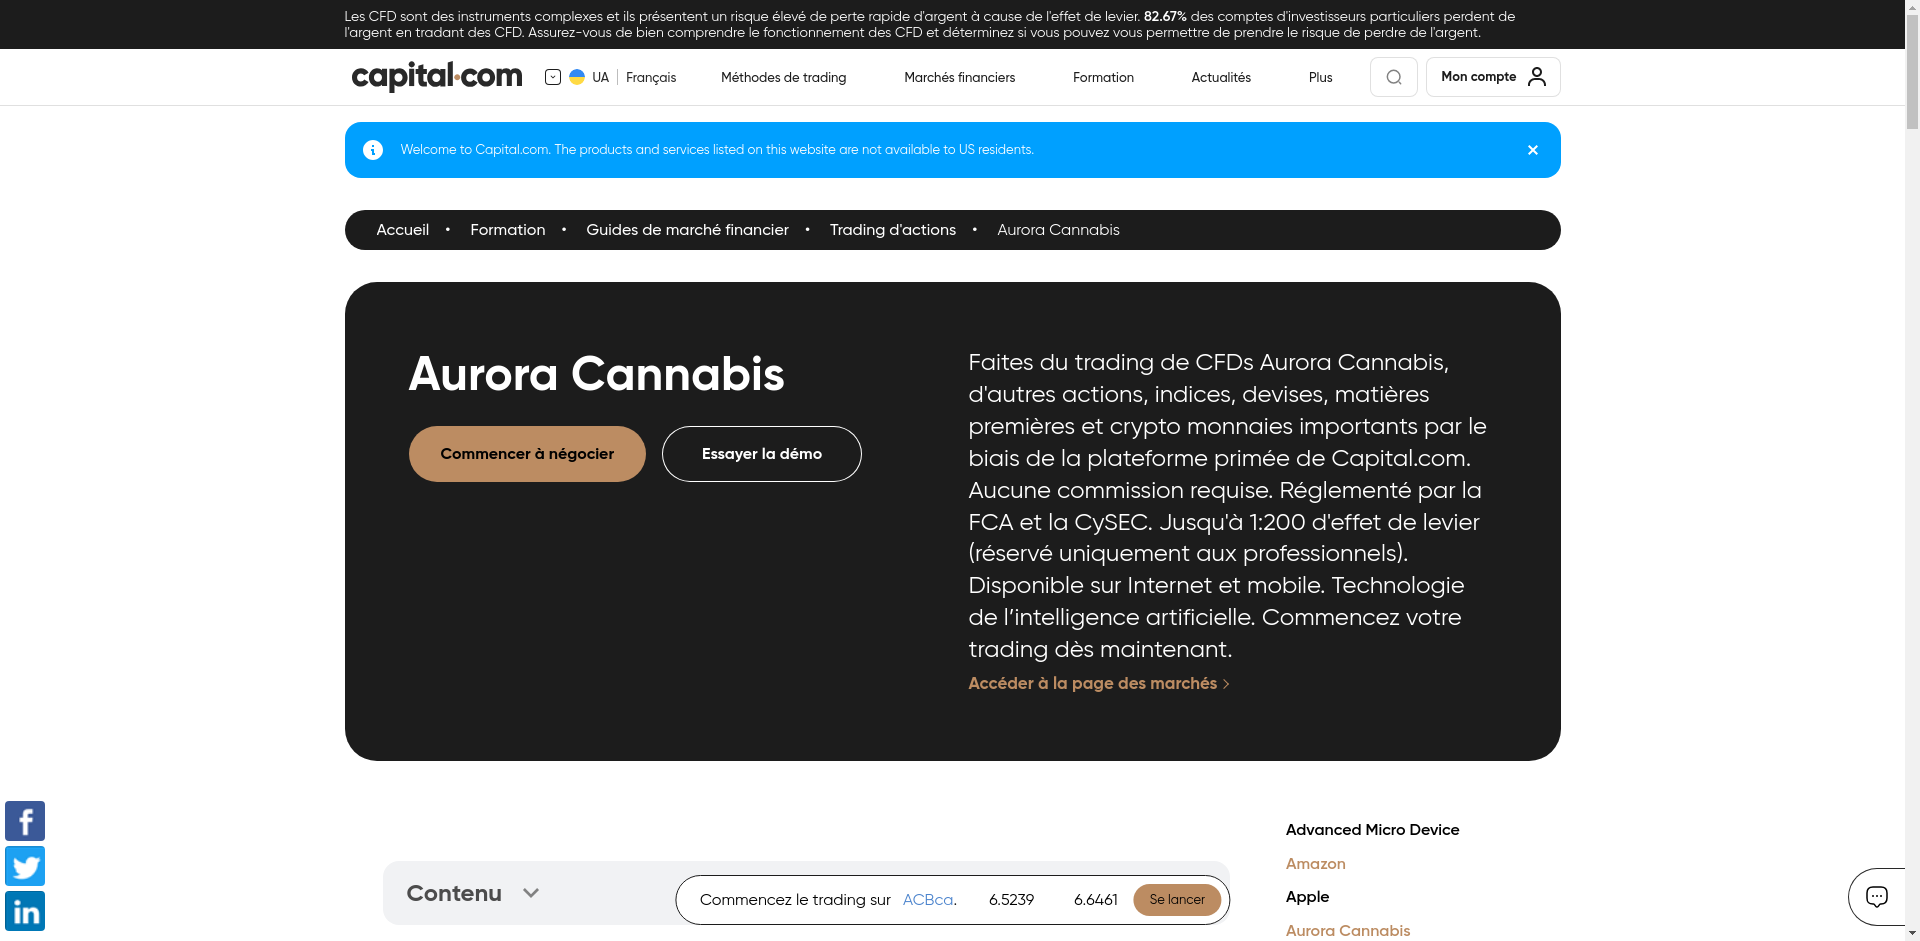 Les CFD sont des instruments complexes et ils présentent un risque élevé de perte rapide d'argent à cause de l'effet de levier. 82.67% des comptes d'investisseurs particuliers perdent de
l'argent en tradant des CFD. Assurez-vous de bien comprendre le fonctionnement des CFD et déterminez si vous pouvez vous permettre de prendre le risque de perdre de l'argent.
capital.com
UA
Français
Méthodes de trading
Marchés financiers
Formation
Actualités
Plus
Mon compte
Welcome to Capital.com. The products and services listed on this website are not available to US residents.
Accueil • Formation • Guides de marché financier • Trading d'actions • Aurora Cannabis
Aurora Cannabis
Commencer à négocier
Essayer la démo
Faites du trading de CFDs Aurora Cannabis,
d'autres actions, indices, devises, matières
premières et crypto monnaies importants par le
biais de la plateforme primée de Capital.com.
Aucune commission requise. Réglementé par la
FCA et la CySEC. Jusqu'à 1:200 d'effet de levier
(réservé uniquement aux professionnels).
Disponible sur Internet et mobile. Technologie
de l’intelligence artificielle. Commencez votre
trading dès maintenant.
Accéder à la page des marchés
Contenu
Commencez le trading sur ACBca. 6.5239 6.6461 Se lancer
Advanced Micro Device
Amazon
Apple
Aurora Cannabis